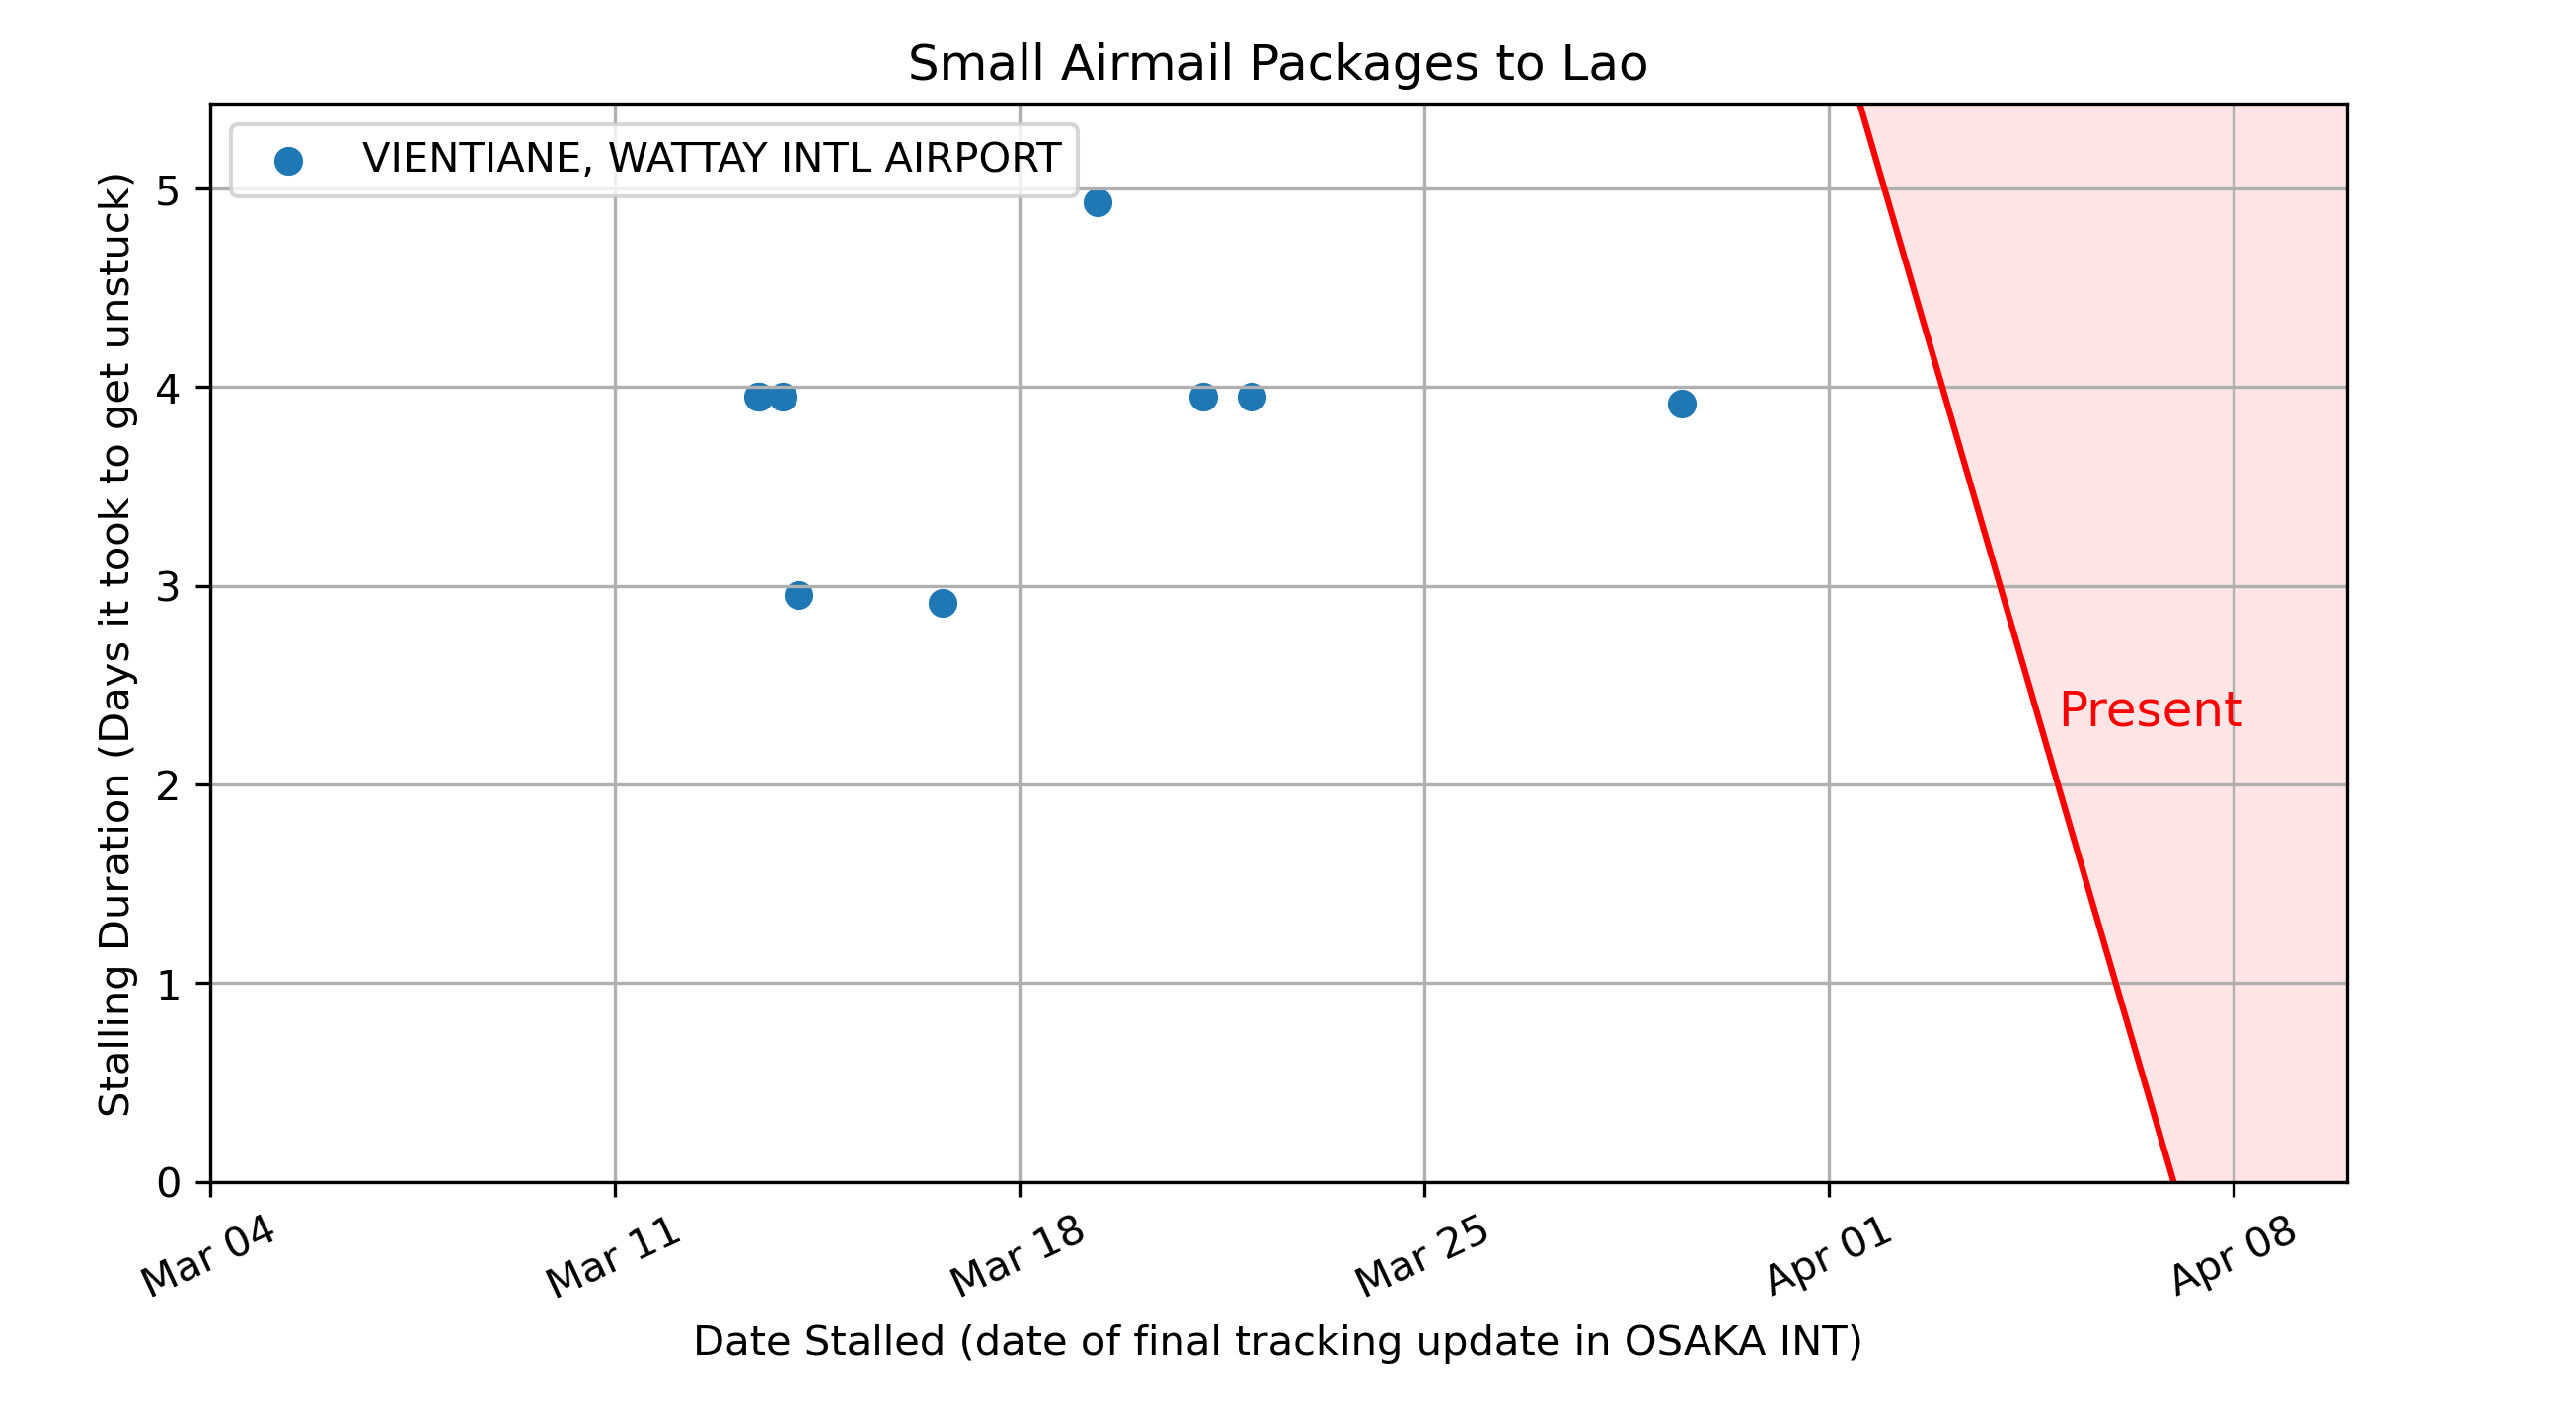 Small Airmail Packages to Lao
VIENTIANE, WATTAY INTL AIRPORT
Stalling Duration (Days it took to get unstuck)
5
4
3
2
1
0
Present
Mar 04
Mar 11
Mar 18
Mar 25
Apr 01
Apr 08
Date Stalled (date of final tracking update in OSAKA INT)